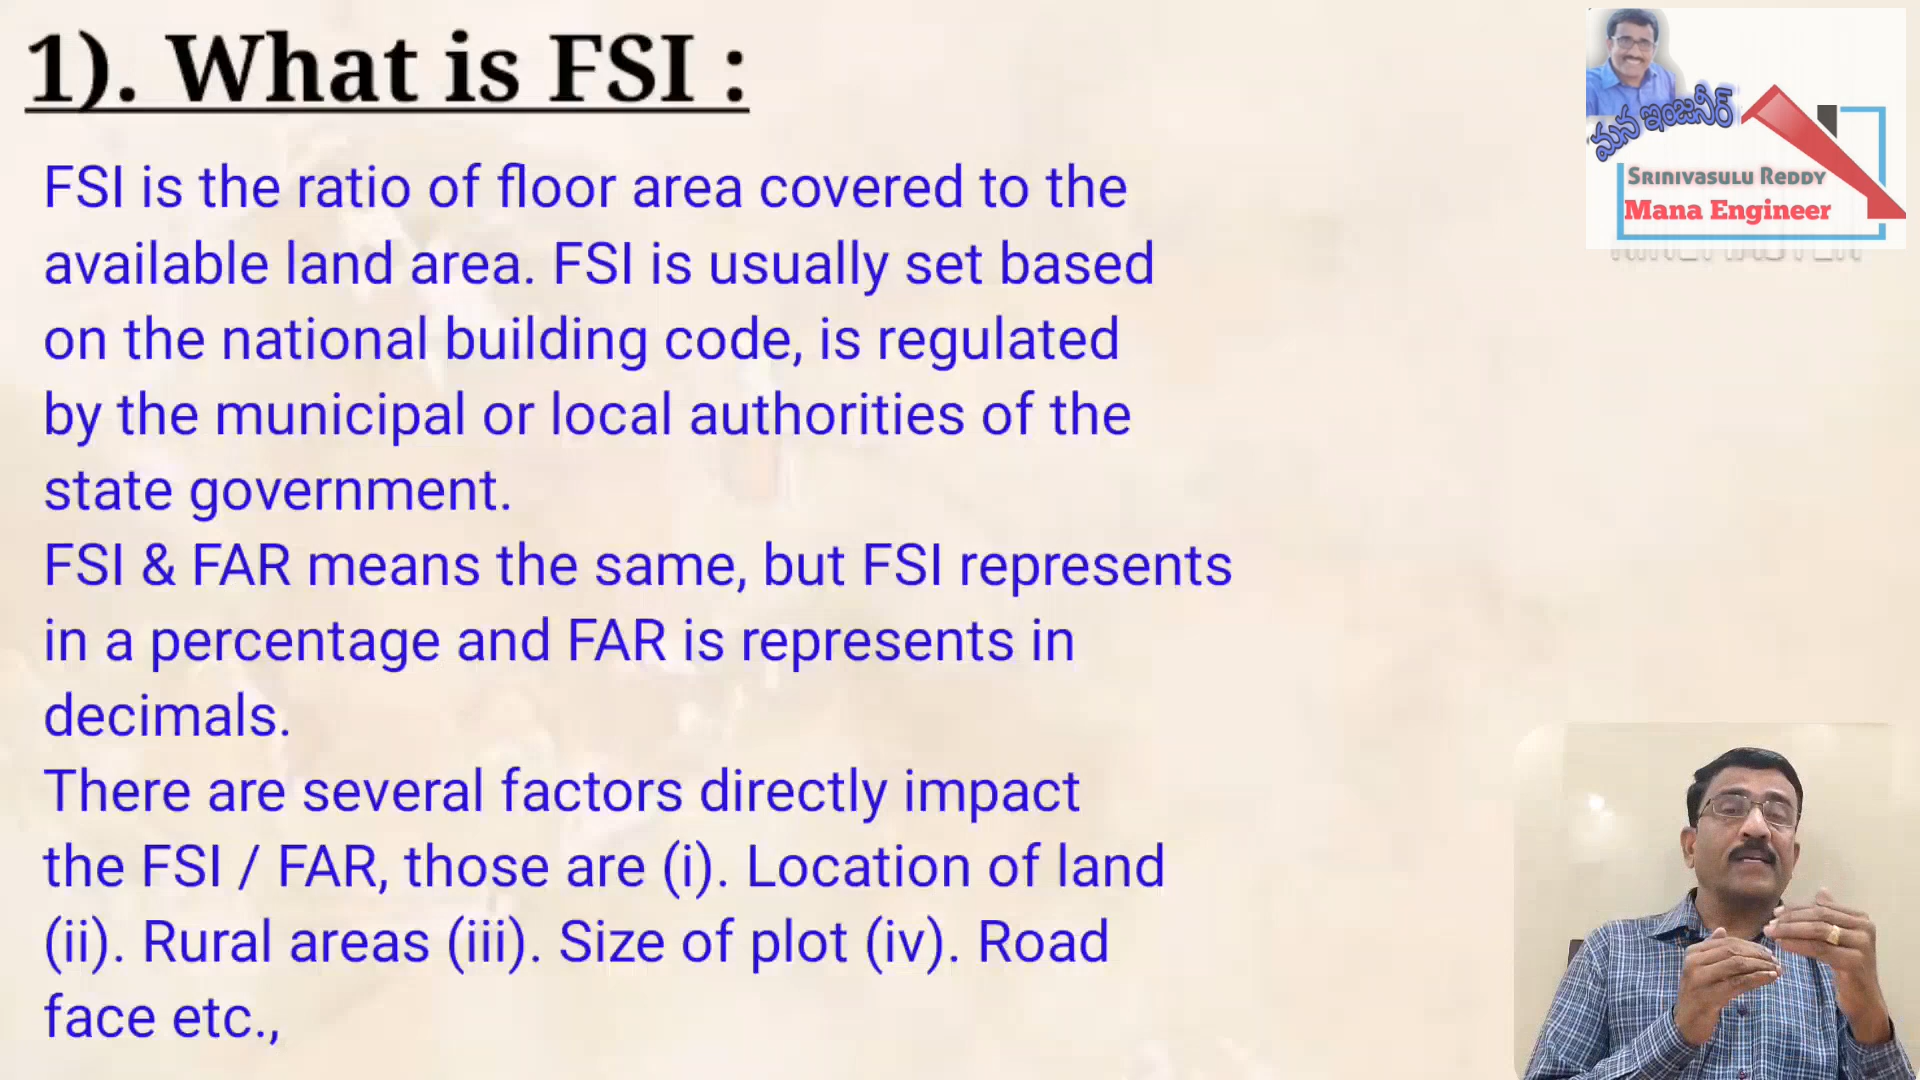 1). What is FSI :
FSI is the ratio of floor area covered to the
available land area. FSI is usually set based
on the national building code, is regulated
by the municipal or local authorities of the
state government.
FSI & FAR means the same, but FSI represents
in a percentage and FAR is represents in
decimals.
There are several factors directly impact
the FSI / FAR, those are (i). Location of land
(ii). Rural areas (iii). Size of plot (iv). Road
face etc.,
మన ఇంజనీర్
Srinivasulu Reddy
Mana Engineer